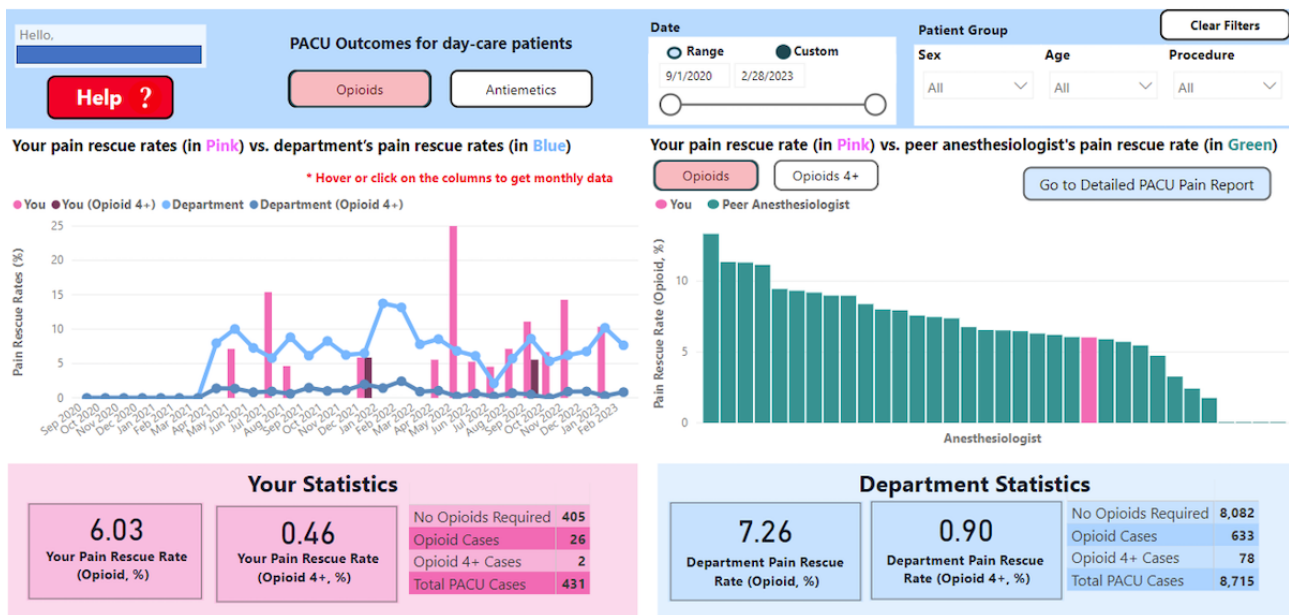 Hello,
Help ?
PACU Outcomes for day-care patients
Opioids
Antiemetics
Date
Range
Custom
9/1/2020
2/28/2023
Patient Group
Clear Filters
Sex
Age
Procedure
All
All
All
Your pain rescue rates (in Pink) vs. department's pain rescue rates (in Blue)
* Hover or click on the columns to get monthly data
You
You (Opioid 4+)
Department
Department (Opioid 4+)
Pain Rescue Rates (%)
25
20
15
10
5
0
Sep 2020
Oct 2020
Nov 2020
Dec 2020
Jan 2021
Feb 2021
Mar 2021
Apr 2021
May 2021
Jun 2021
Jul 2021
Aug 2021
Sep 2021
Oct 2021
Nov 2021
Dec 2021
Jan 2022
Feb 2022
Mar 2022
Apr 2022
May 2022
Jun 2022
Jul 2022
Aug 2022
Sep 2022
Oct 2022
Nov 2022
Dec 2022
Jan 2023
Feb 2023
Your pain rescue rate (in Pink) vs. peer anesthesiologist's pain rescue rate (in Green)
Opioids
Opioids 4+
Go to Detailed PACU Pain Report
You
Peer Anesthesiologist
Pain Rescue Rate (Opioid, %)
10
5
0
Anesthesiologist
Your Statistics
6.03
Your Pain Rescue Rate
(Opioid, %)
0.46
Your Pain Rescue Rate
(Opioid 4+, %)
No Opioids Required 405
Opioid Cases 26
Opioid 4+ Cases 2
Total PACU Cases 431
Department Statistics
7.26
Department Pain Rescue
Rate (Opioid, %)
0.90
Department Pain Rescue
Rate (Opioid 4+, %)
No Opioids Required 8,082
Opioid Cases 633
Opioid 4+ Cases 78
Total PACU Cases 8,715